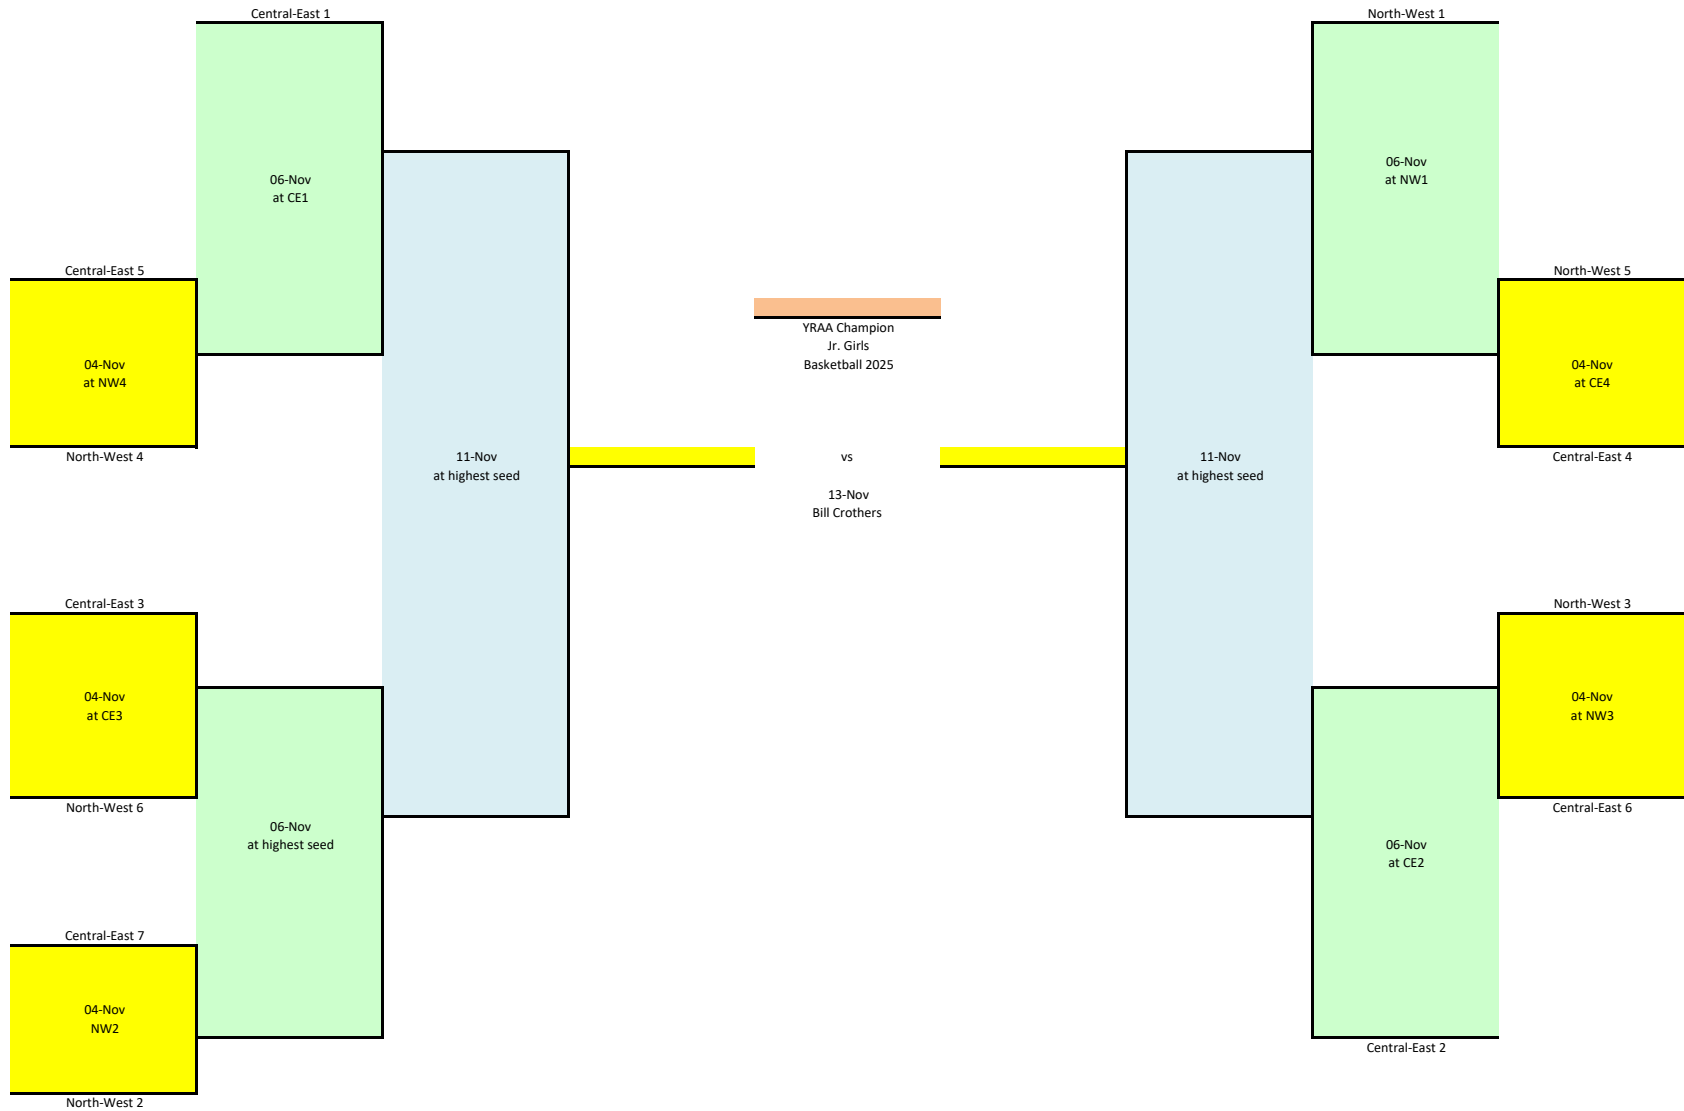 Central-East 1
North-West 1
06-Nov
at CE1
06-Nov
at NW1
Central-East 5
North-West 5
04-Nov
at NW4
YRAA Champion
Jr. Girls
Basketball 2025
04-Nov
at CE4
North-West 4
11-Nov
at highest seed
vs
11-Nov
at highest seed
Central-East 4
13-Nov
Bill Crothers
Central-East 3
North-West 3
04-Nov
at CE3
04-Nov
at NW3
North-West 6
Central-East 6
06-Nov
at highest seed
06-Nov
at CE2
Central-East 7
04-Nov
NW2
Central-East 2
North-West 2